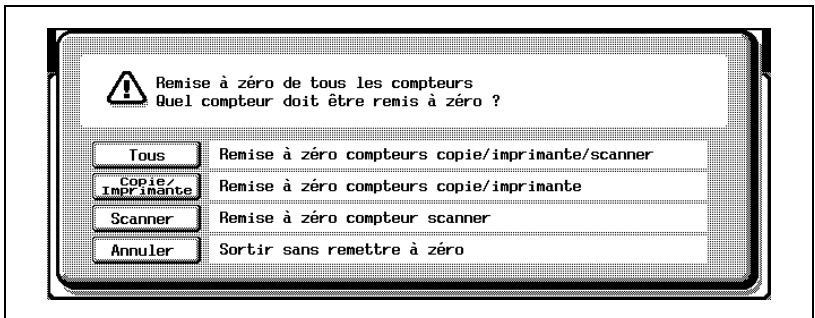 Remise à zéro de tous les compteurs
Quel compteur doit être remis à zéro ?
Tous Remise à zéro compteurs copie/imprimante/scanner
Copie/
Imprimante Remise à zéro compteurs copie/imprimante
Scanner Remise à zéro compteur scanner
Annuler Sortir sans remettre à zéro